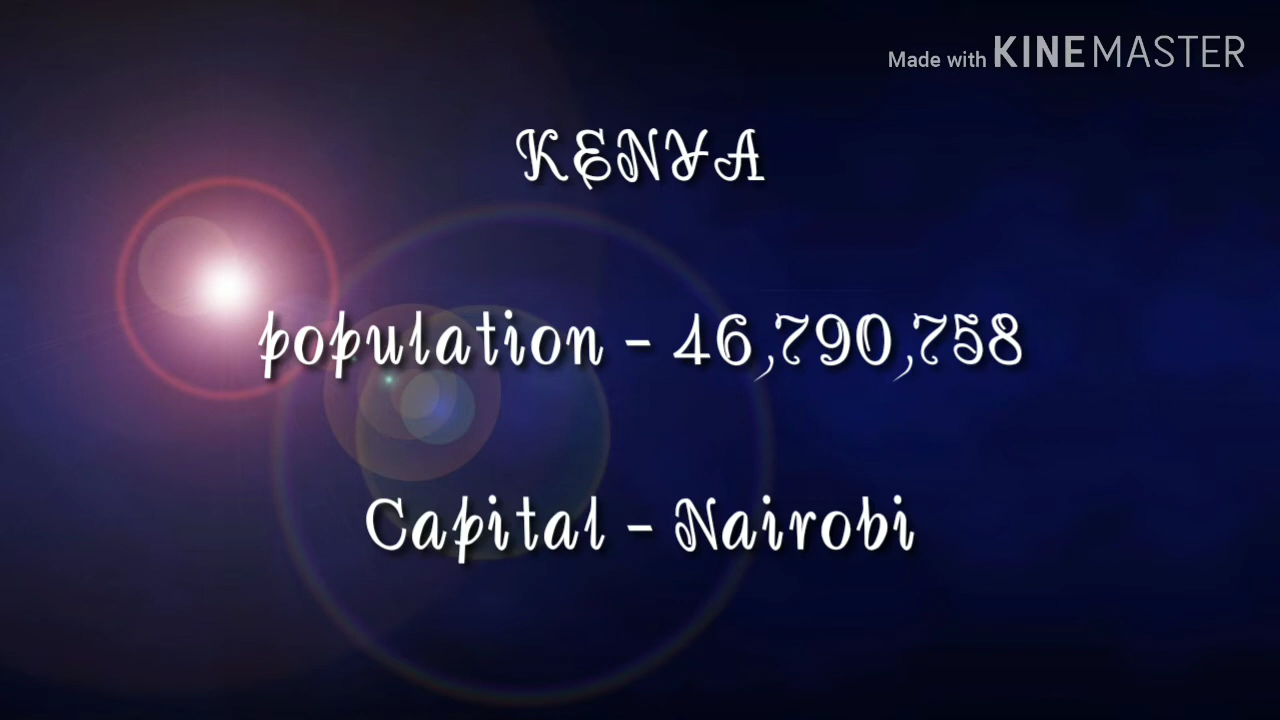 Made with KINEMASTER
KENYA
population - 46,790,758
Capital - Nairobi